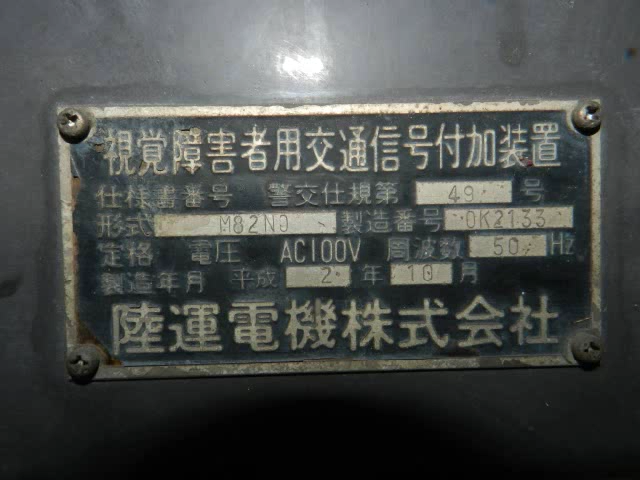 視覚障害者用交通信号付加装置
仕様書番号 警交仕規第 49 号
形式 M82NO 製造番号 OK2133
定格 電圧 AC100V 周波数 50 Hz
製造年月 平成 2 年 10 月
陸運電機株式会社